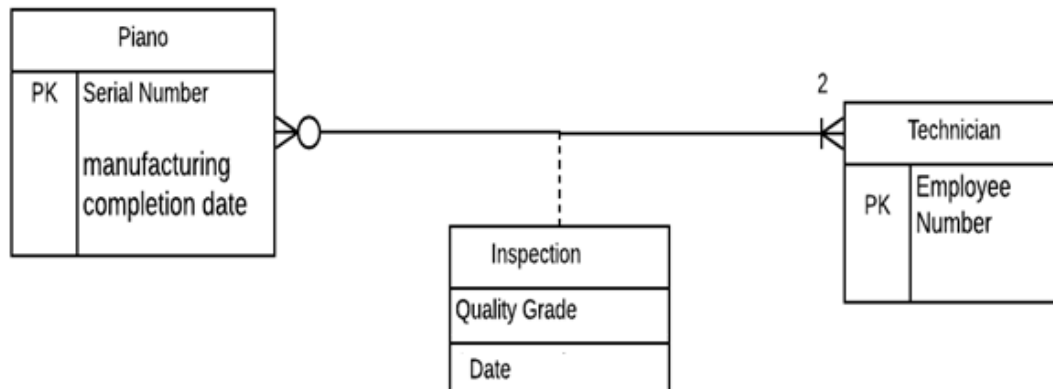 Piano
PK Serial Number
manufacturing
completion date
2
Technician
PK Employee
Number
Inspection
Quality Grade
Date